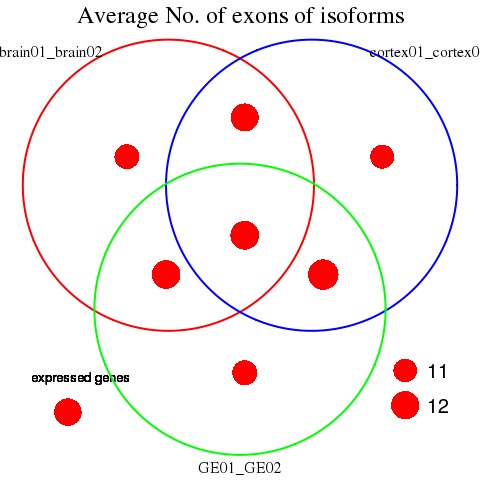 Average No. of exons of isoforms
brain01_brain02
cortex01_cortex0
expressed genes
11
12
GE01_GE02